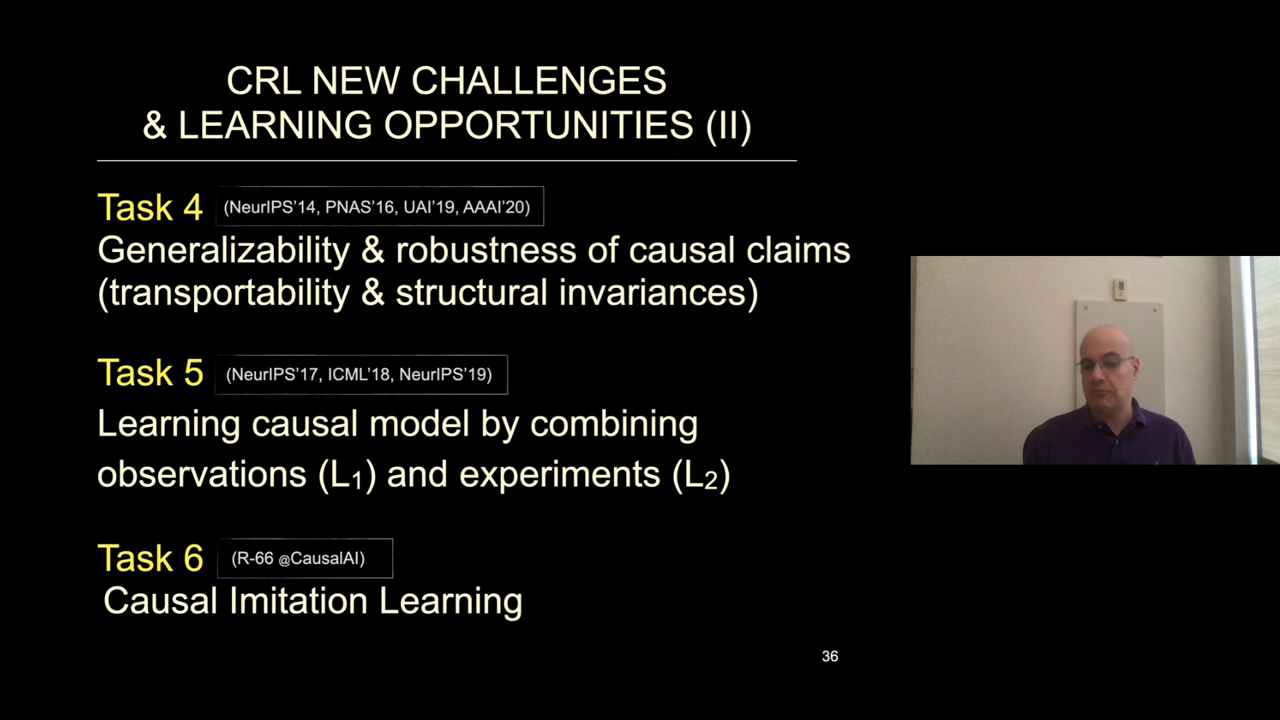 CRL NEW CHALLENGES
& LEARNING OPPORTUNITIES (II)
Task 4 (NeurIPS'14, PNAS'16, UAI'19, AAAI'20)
Generalizability & robustness of causal claims
(transportability & structural invariances)
Task 5 (NeurIPS'17, ICML'18, NeurIPS'19)
Learning causal model by combining
observations (L₁) and experiments (L₂)
Task 6 (R-66 @CausalAI)
Causal Imitation Learning
36